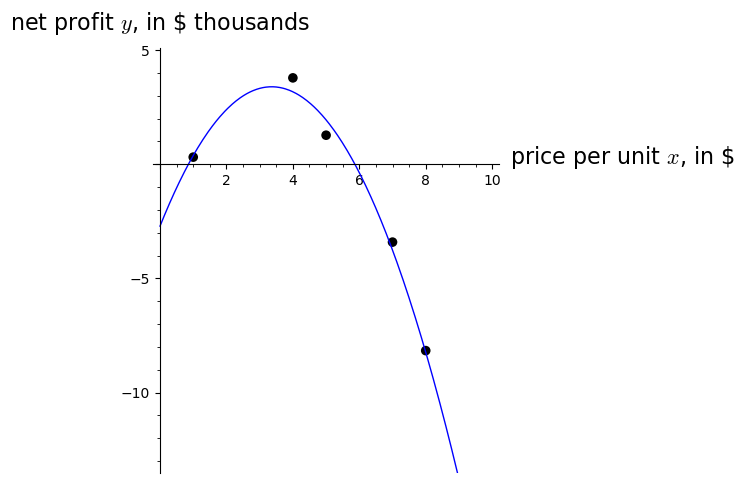 net profit y, in $ thousands
5
price per unit x, in $
2 4 6 8 10
−5
−10